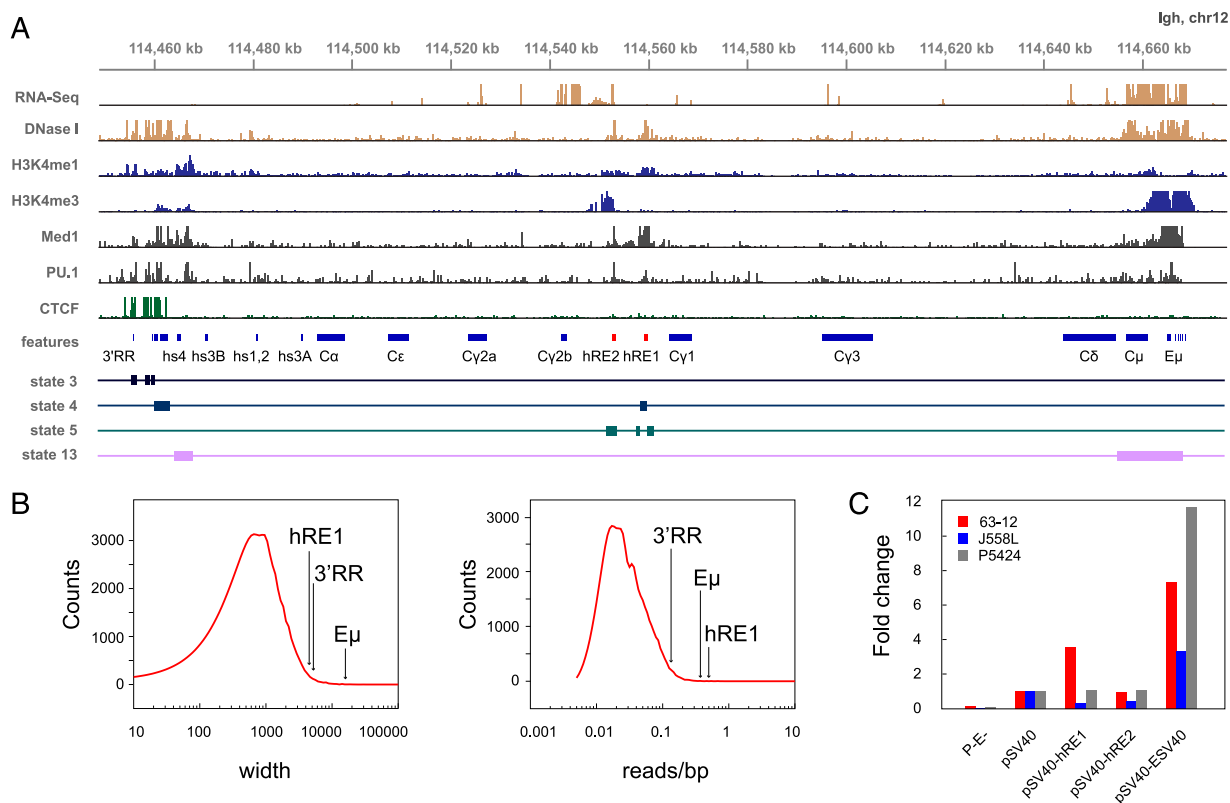 A
Igh, chr12
114,460 kb 114,480 kb 114,500 kb 114,520 kb 114,540 kb 114,560 kb 114,600 kb 114,640 kb 114,660 kb
RNA-Seq
DNase I
H3K4me1
H3K4me3
Med1
PU.1
CTCF
features
3'RR hs4 hs3B hs1,2 hs3A Cα Cε Cγ2a Cγ2b hRE2 hRE1 Cγ1 Cγ3 Cδ Cμ Eμ
state 3
state 4
state 5
state 13
B
Counts
3000
2000
1000
0
10 100 1000 10000 100000
width
hRE1
3’RR
Eμ
Counts
3000
2000
1000
0
0.001 0.01 0.1 1 10
reads/bp
3’RR
Eμ
hRE1
C
Fold change
12
10
8
6
4
2
0
63-12
J558L
P5424
P-E-
pSV40
pSV40-hRE1
pSV40-hRE2
pSV40-ESV40